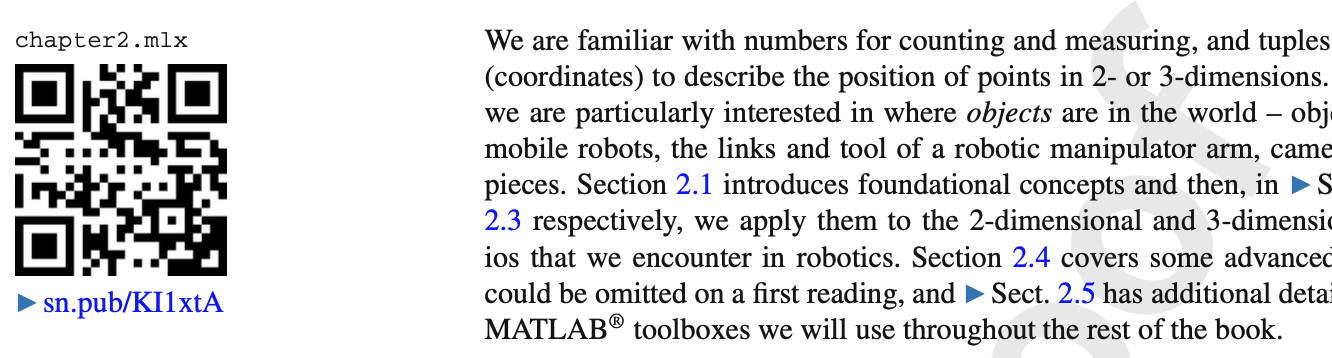 chapter2.mlx
▶ sn.pub/KI1xtA
We are familiar with numbers for counting and measuring, and tuples
(coordinates) to describe the position of points in 2- or 3-dimensions.
we are particularly interested in where objects are in the world – obj
mobile robots, the links and tool of a robotic manipulator arm, came
pieces. Section 2.1 introduces foundational concepts and then, in ▶ S
2.3 respectively, we apply them to the 2-dimensional and 3-dimensi
ios that we encounter in robotics. Section 2.4 covers some advanced
could be omitted on a first reading, and ▶ Sect. 2.5 has additional detai
MATLAB® toolboxes we will use throughout the rest of the book.